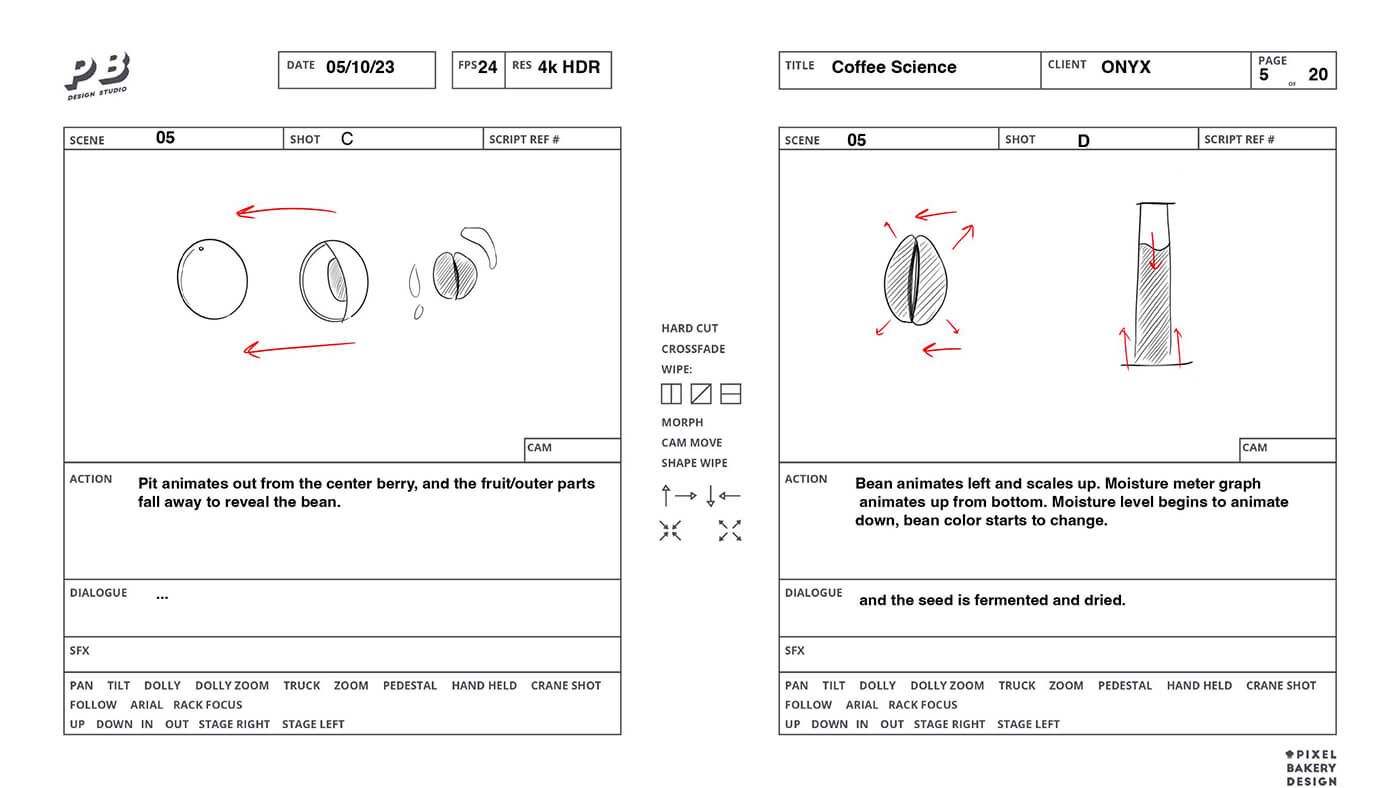 PB
DESIGN STUDIO
DATE 05/10/23
FPS 24 RES 4k HDR
TITLE Coffee Science
CLIENT ONYX
PAGE
5 OF 20
SCENE 05 SHOT C SCRIPT REF #
CAM
ACTION Pit animates out from the center berry, and the fruit/outer parts
fall away to reveal the bean.
DIALOGUE ...
SFX
PAN TILT DOLLY DOLLY ZOOM TRUCK ZOOM PEDESTAL HAND HELD CRANE SHOT
FOLLOW ARIAL RACK FOCUS
UP DOWN IN OUT STAGE RIGHT STAGE LEFT
HARD CUT
CROSSFADE
WIPE:
MORPH
CAM MOVE
SHAPE WIPE
SCENE 05 SHOT D SCRIPT REF #
CAM
ACTION Bean animates left and scales up. Moisture meter graph
animates up from bottom. Moisture level begins to animate
down, bean color starts to change.
DIALOGUE and the seed is fermented and dried.
SFX
PAN TILT DOLLY DOLLY ZOOM TRUCK ZOOM PEDESTAL HAND HELD CRANE SHOT
FOLLOW ARIAL RACK FOCUS
UP DOWN IN OUT STAGE RIGHT STAGE LEFT
PIXEL
BAKERY
DESIGN